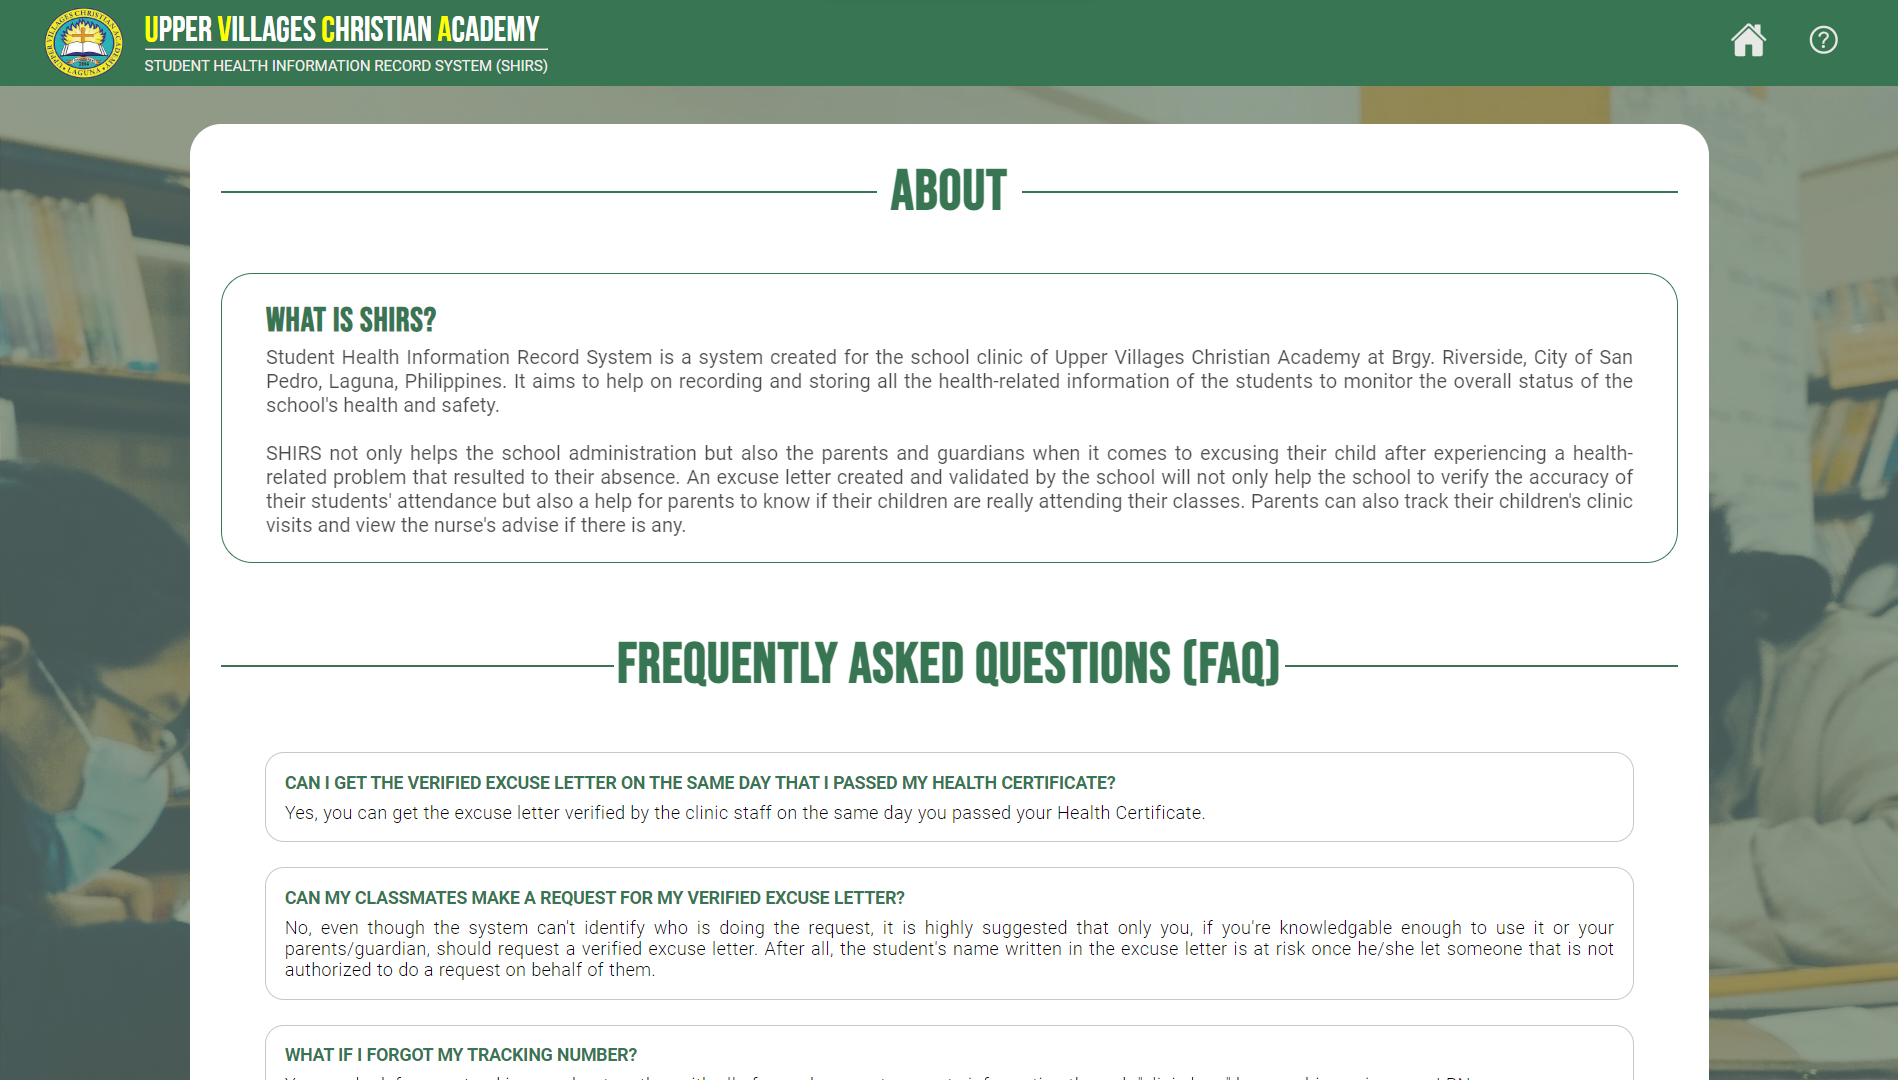 UPPER VILLAGES CHRISTIAN ACADEMY
STUDENT HEALTH INFORMATION RECORD SYSTEM (SHIRS)
UPPER VILLAGES CHRISTIAN ACADEMY
LAGUNA
ABOUT
WHAT IS SHIRS?
Student Health Information Record System is a system created for the school clinic of Upper Villages Christian Academy at Brgy. Riverside, City of San
Pedro, Laguna, Philippines. It aims to help on recording and storing all the health-related information of the students to monitor the overall status of the
school's health and safety.
SHIRS not only helps the school administration but also the parents and guardians when it comes to excusing their child after experiencing a health-
related problem that resulted to their absence. An excuse letter created and validated by the school will not only help the school to verify the accuracy of
their students' attendance but also a help for parents to know if their children are really attending their classes. Parents can also track their children's clinic
visits and view the nurse's advise if there is any.
FREQUENTLY ASKED QUESTIONS (FAQ)
CAN I GET THE VERIFIED EXCUSE LETTER ON THE SAME DAY THAT I PASSED MY HEALTH CERTIFICATE?
Yes, you can get the excuse letter verified by the clinic staff on the same day you passed your Health Certificate.
CAN MY CLASSMATES MAKE A REQUEST FOR MY VERIFIED EXCUSE LETTER?
No, even though the system can't identify who is doing the request, it is highly suggested that only you, if you're knowledgable enough to use it or your
parents/guardian, should request a verified excuse letter. After all, the student's name written in the excuse letter is at risk once he/she let someone that is not
authorized to do a request on behalf of them.
WHAT IF I FORGOT MY TRACKING NUMBER?